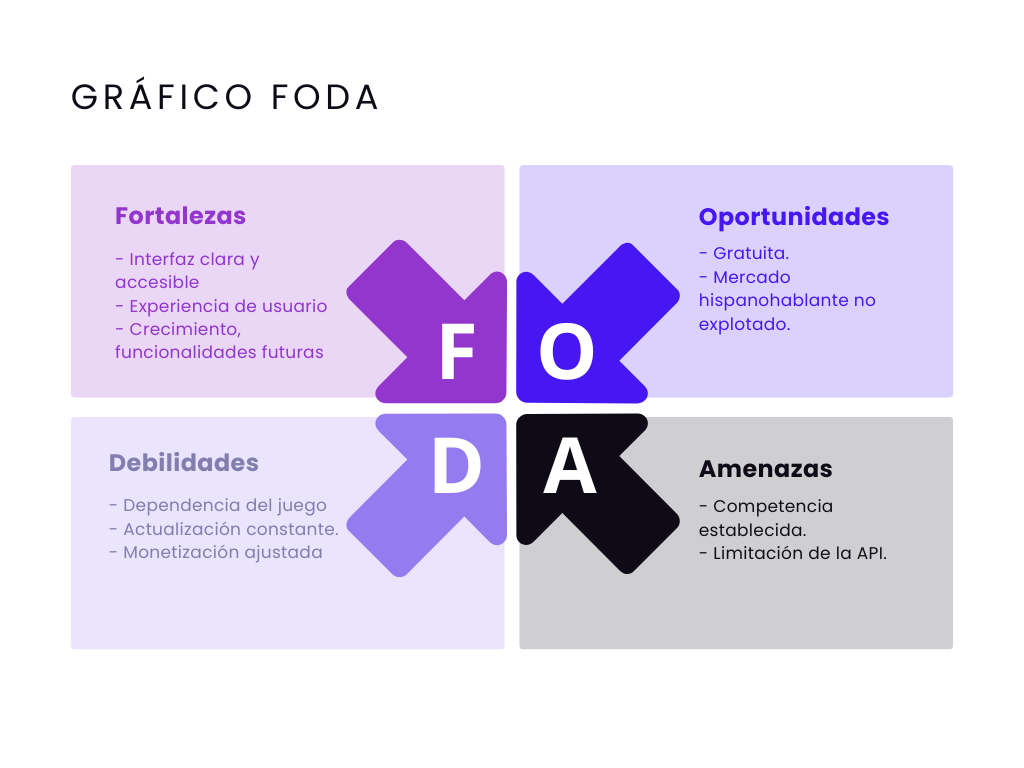 GRÁFICO FODA
Fortalezas
- Interfaz clara y
accesible
- Experiencia de usuario
- Crecimiento,
funcionalidades futuras
F
Oportunidades
- Gratuita.
- Mercado
hispanohablante no
explotado.
O
Debilidades
- Dependencia del juego
- Actualización constante.
- Monetización ajustada
D
Amenazas
- Competencia
establecida.
- Limitación de la API.
A